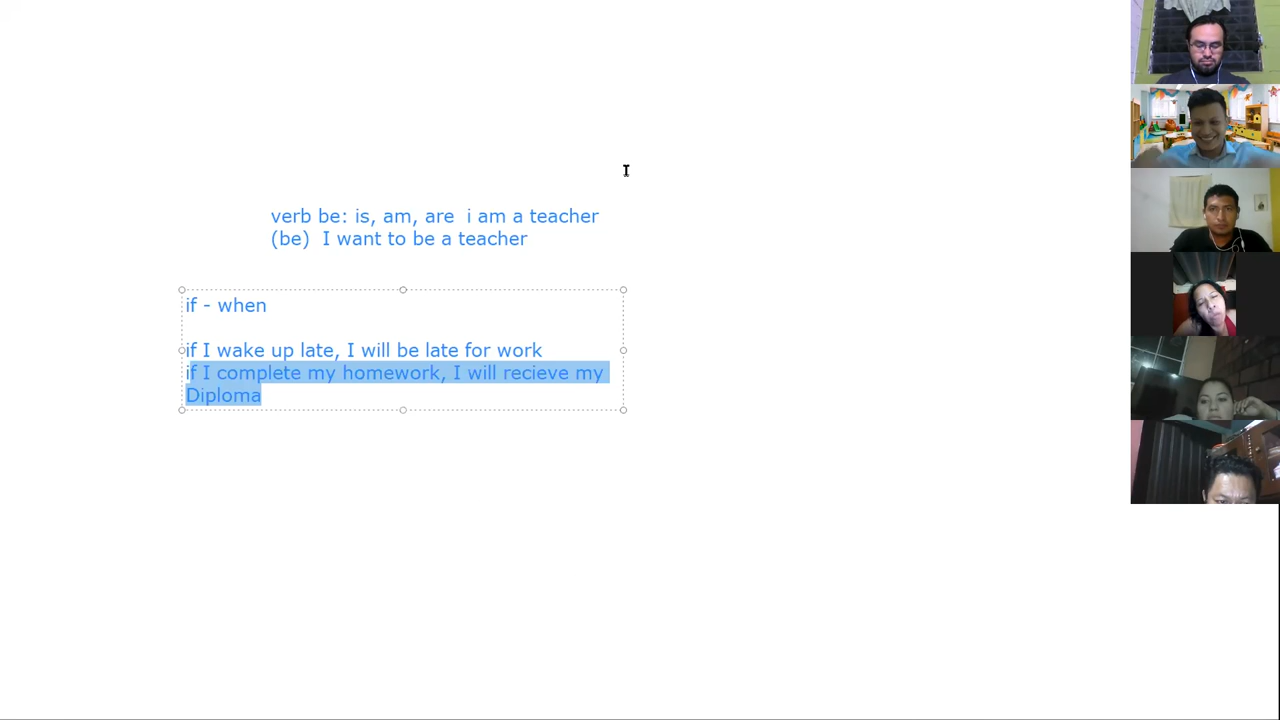 verb be: is, am, are  i am a teacher
(be)  I want to be a teacher
if - when
if I wake up late, I will be late for work
if I complete my homework, I will recieve my
Diploma